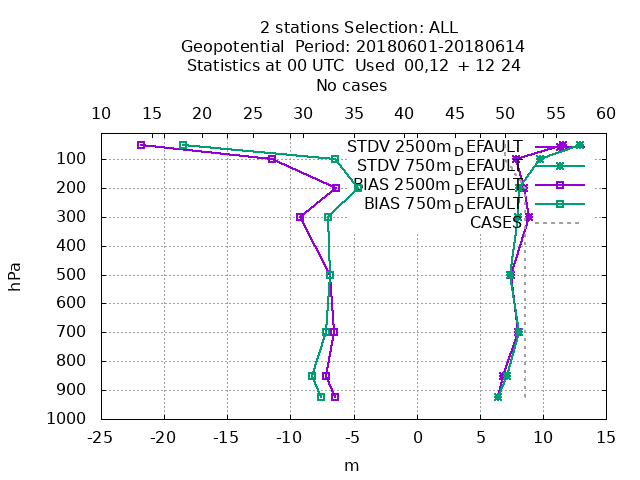 2 stations Selection: ALL
Geopotential  Period: 20180601-20180614
Statistics at 00 UTC  Used  00,12  + 12 24
No cases
10 15 20 25 30 35 40 45 50 55 60
STDV 2500m_DEFAULT
STDV 750m_DEFAULT
BIAS 2500m_DEFAULT
BIAS 750m_DEFAULT
CASES
100
200
300
400
500
600
700
800
900
1000
hPa
-25 -20 -15 -10 -5 0 5 10 15
m